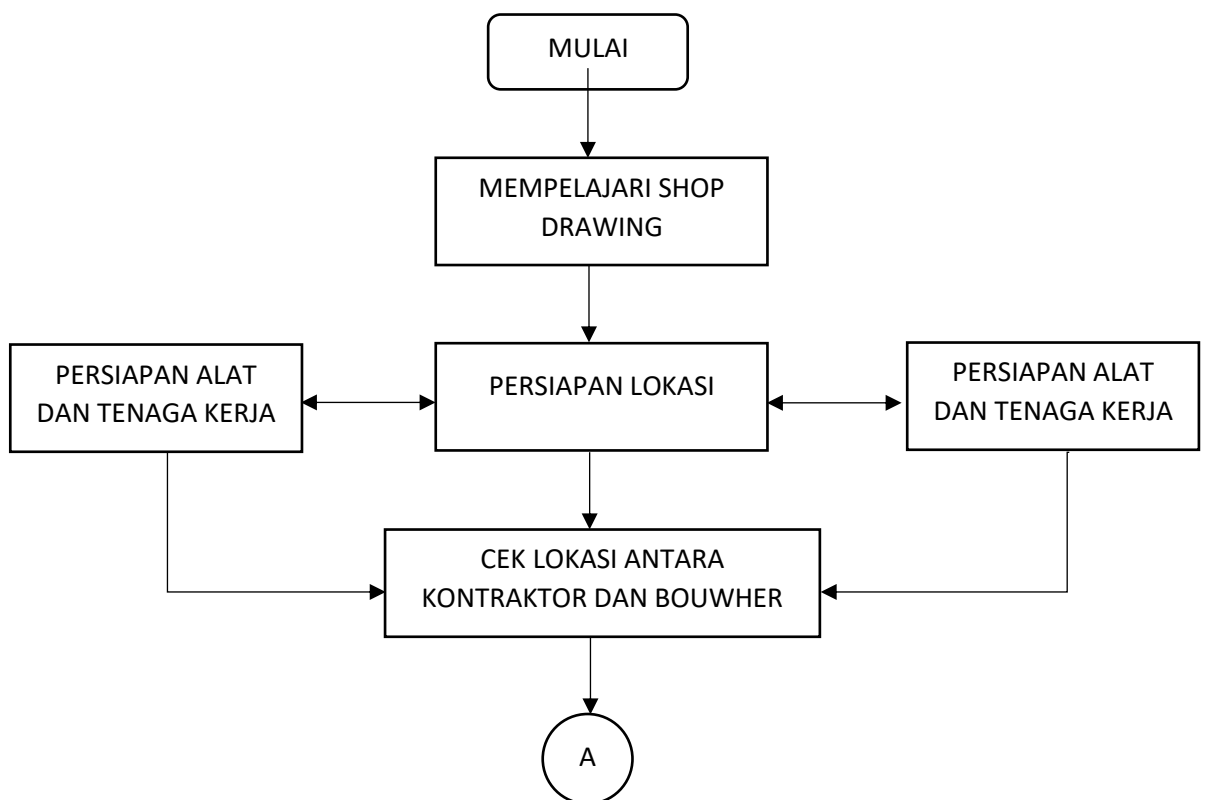 MULAI
MEMPELAJARI SHOP
DRAWING
PERSIAPAN ALAT
DAN TENAGA KERJA
PERSIAPAN LOKASI
PERSIAPAN ALAT
DAN TENAGA KERJA
CEK LOKASI ANTARA
KONTRAKTOR DAN BOUWHER
A